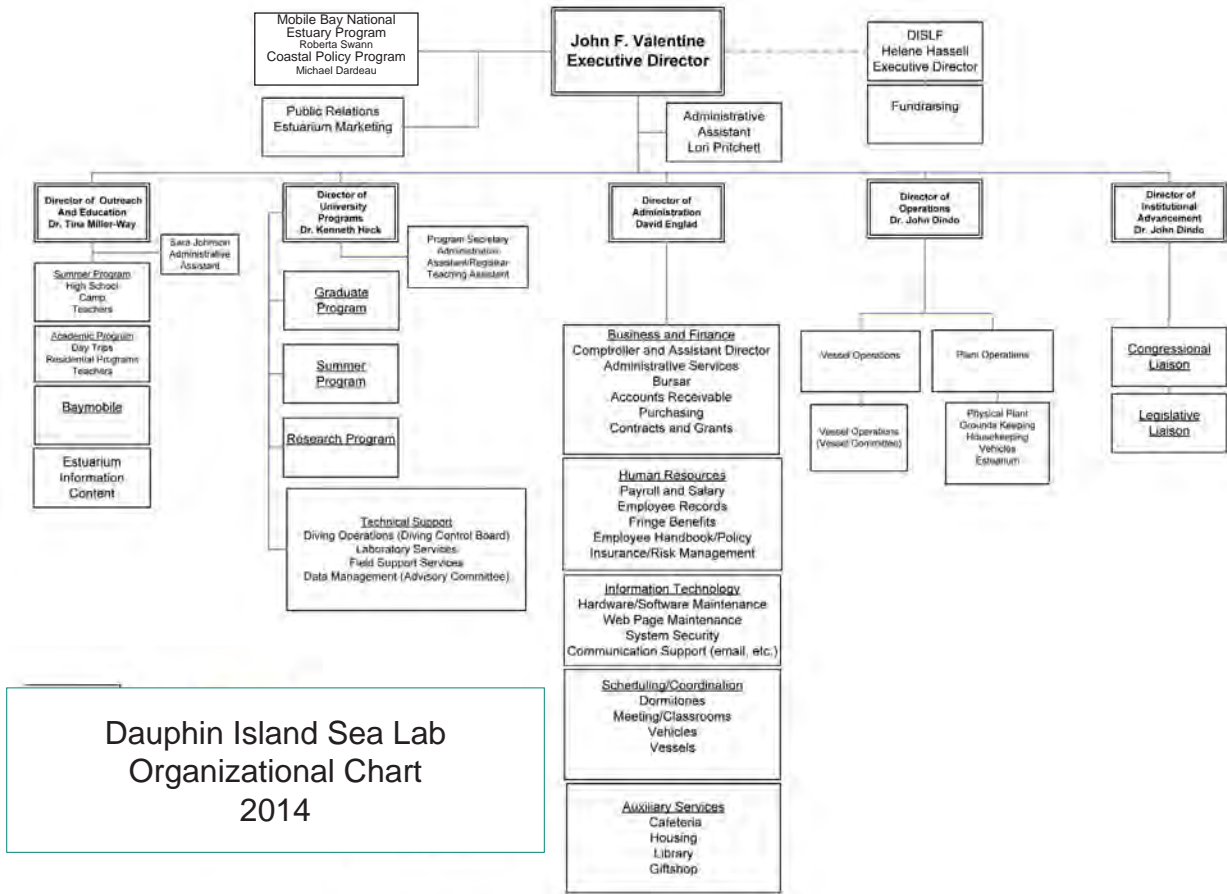 Mobile Bay National
Estuary Program
Roberta Swann
Coastal Policy Program
Michael Dardeau
Public Relations
Estuarium Marketing
John F. Valentine
Executive Director
DISLF
Helene Hassell
Executive Director
Fundraising
Administrative
Assistant
Lori Pritchett
Director of Outreach
And Education
Dr. Tina Miller-Way
Sara Johnson
Administrative
Assistant
Summer Program
High School
Camp
Teachers
Academic Program
Day Trips
Residential Programs
Teachers
Baymobile
Estuarium
Information
Content
Director of
University
Programs
Dr. Kenneth Heck
Program Secretary
Administrative
Assistant/Registrar
Teaching Assistant
Graduate
Program
Summer
Program
Research Program
Technical Support
Diving Operations (Diving Control Board)
Laboratory Services
Field Support Services
Data Management (Advisory Committee)
Director of
Administration
David Englad
Business and Finance
Comptroller and Assistant Director
Administrative Services
Bursar
Accounts Receivable
Purchasing
Contracts and Grants
Human Resources
Payroll and Salary
Employee Records
Fringe Benefits
Employee Handbook/Policy
Insurance/Risk Management
Information Technology
Hardware/Software Maintenance
Web Page Maintenance
System Security
Communication Support (email, etc.)
Scheduling/Coordination
Dormitories
Meeting/Classrooms
Vehicles
Vessels
Auxiliary Services
Cafeteria
Housing
Library
Giftshop
Director of
Operations
Dr. John Dindo
Vessel Operations
Vessel Operations
(Vessel Committee)
Plant Operations
Physical Plant
Grounds Keeping
Housekeeping
Vehicles
Estuarium
Director of
Institutional
Advancement
Dr. John Dindo
Congressional
Liaison
Legislative
Liaison
Dauphin Island Sea Lab
Organizational Chart
2014